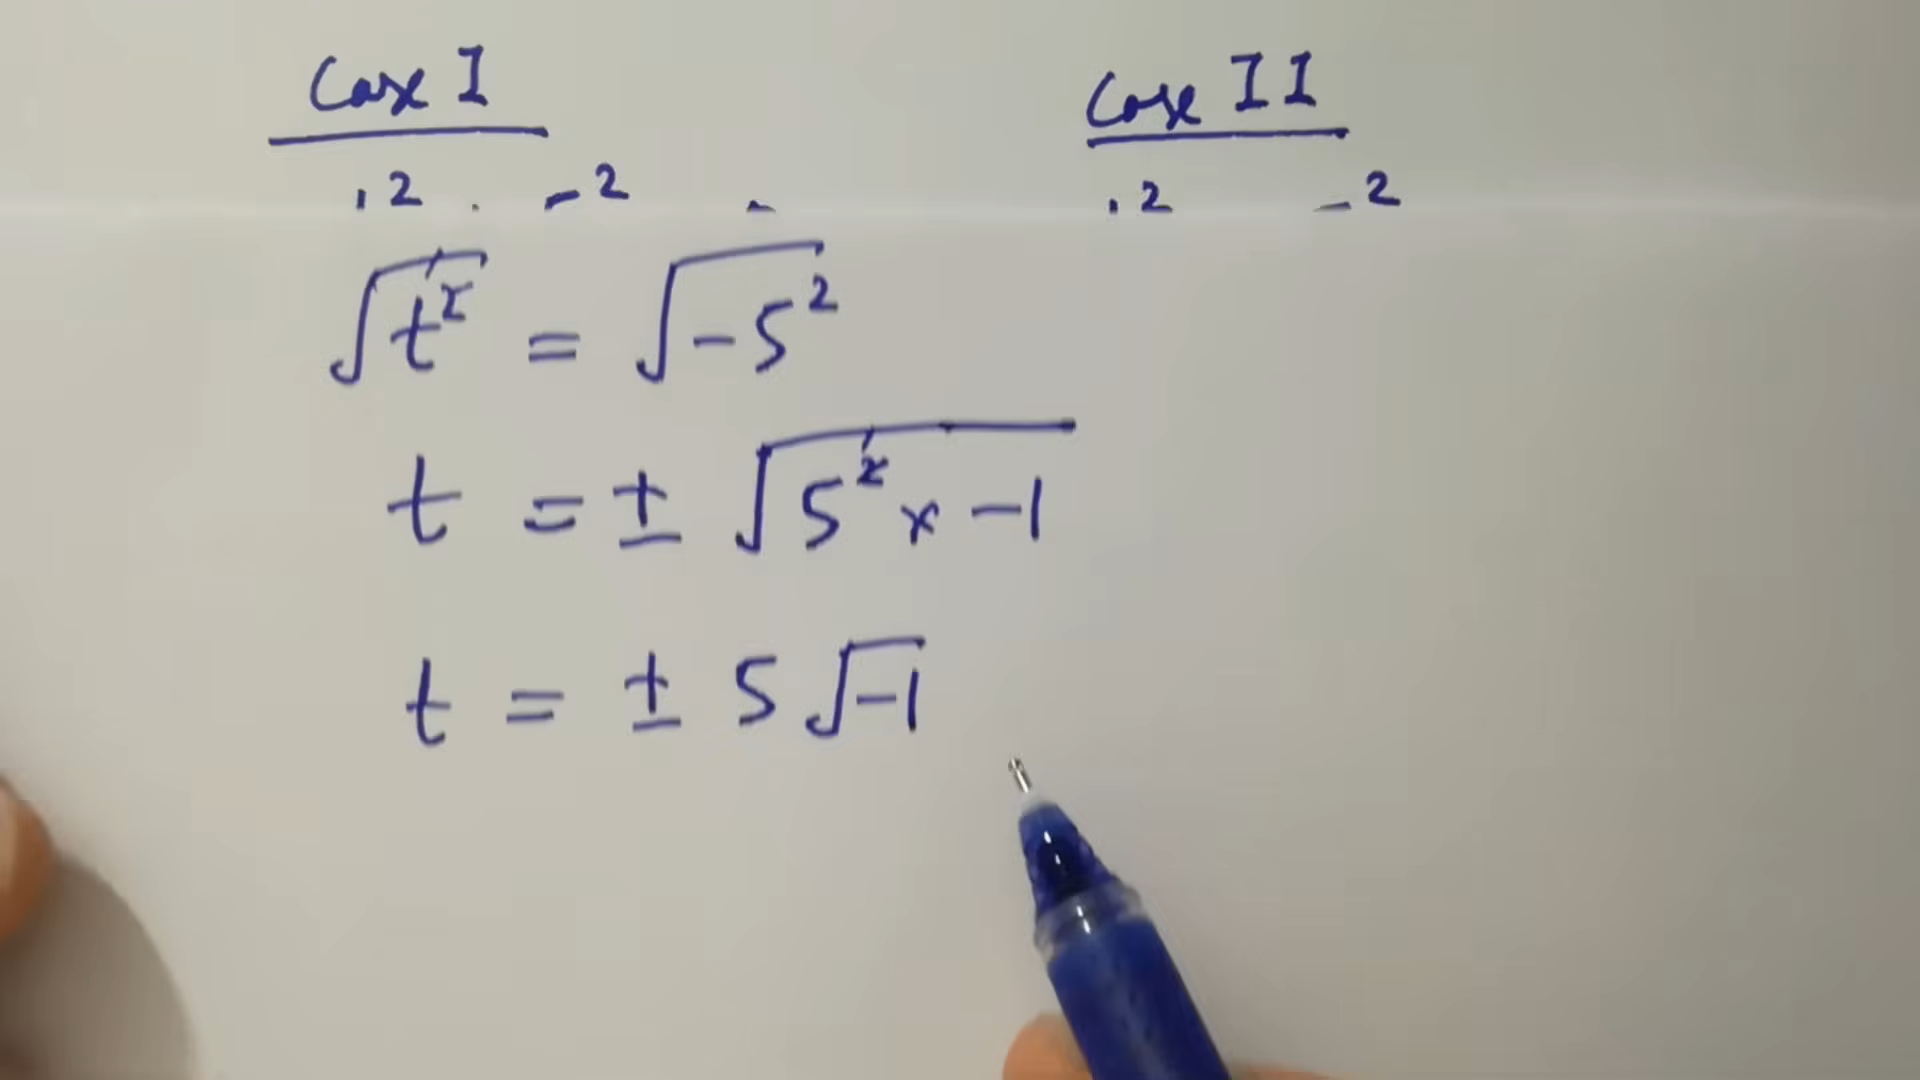 Case I Case II
√t² = √-5²
t = ± √5² x -1
t = ± 5 √-1